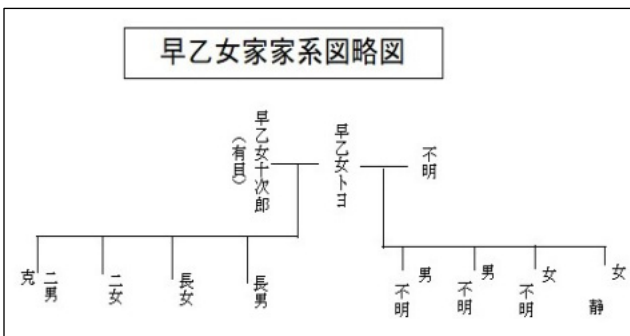 早乙女家家系図略図
早乙女十次郎
(有貝)
早乙女トヨ
不明
克
二男
二女
長女
長男
男
不明
男
不明
女
不明
女
静